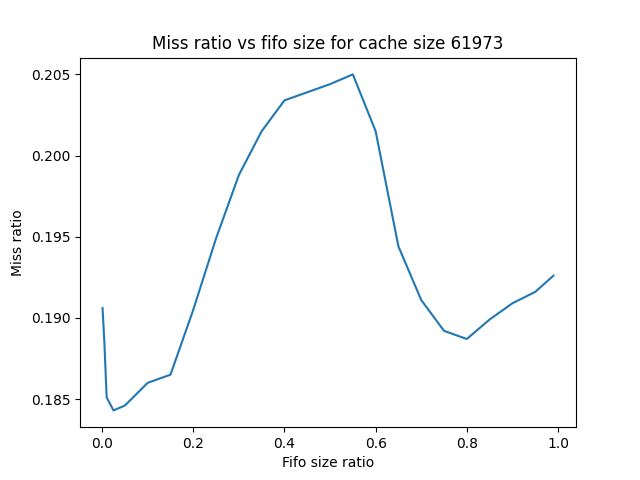 Miss ratio vs fifo size for cache size 61973
0.205
0.200
0.195
0.190
0.185
Miss ratio
0.0 0.2 0.4 0.6 0.8 1.0
Fifo size ratio